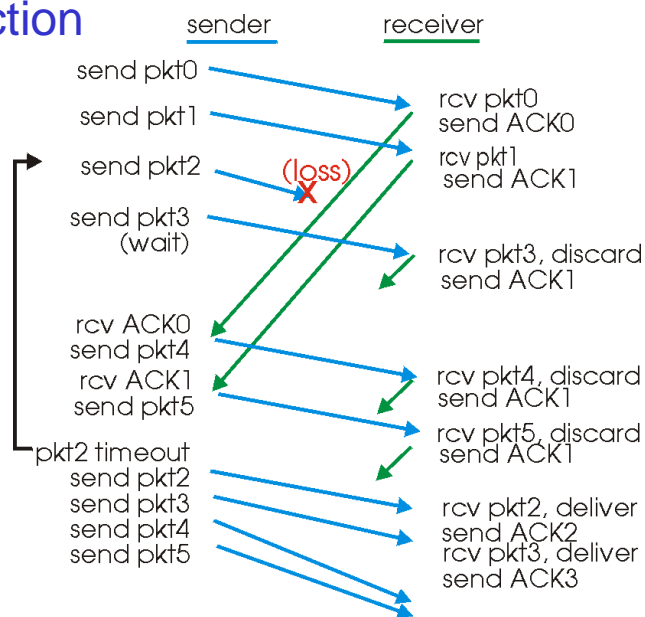 ction
sender receiver
send pkt0
rcv pkt0
send ACK0
send pkt1
rcv pkt1
send ACK1
send pkt2
(loss)
X
send pkt3
(wait)
rcv pkt3, discard
send ACK1
rcv ACK0
send pkt4
rcv ACK1
send pkt5
rcv pkt4, discard
send ACK1
rcv pkt5, discard
send ACK1
pkt2 timeout
send pkt2
send pkt3
send pkt4
send pkt5
rcv pkt2, deliver
send ACK2
rcv pkt3, deliver
send ACK3